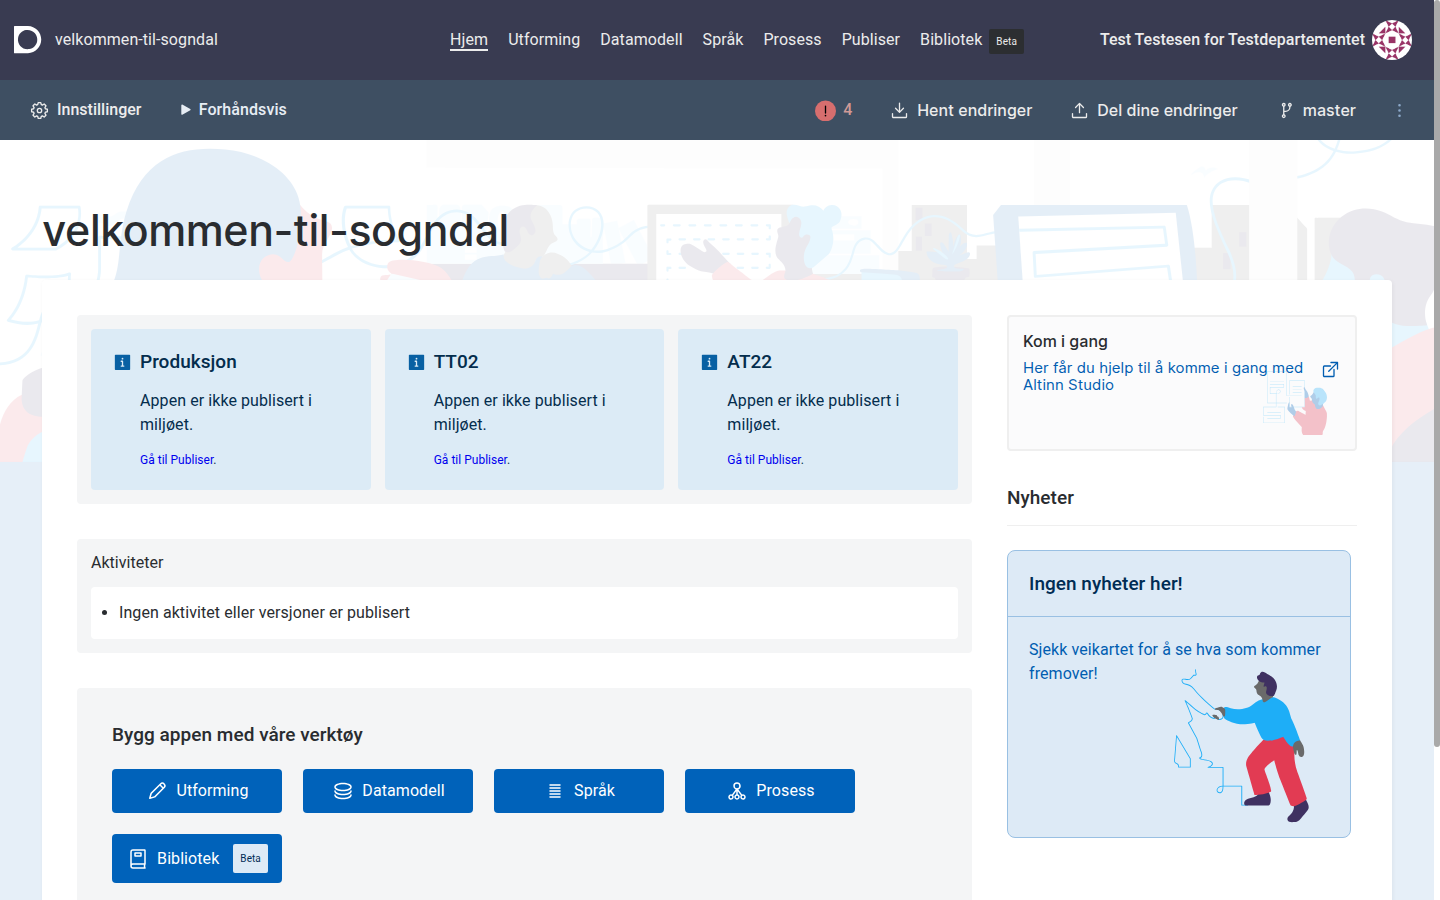 velkommen-til-sogndal
Hjem
Utforming
Datamodell
Språk
Prosess
Publiser
Bibliotek
Beta
Test Testesen for Testdepartementet
Innstillinger
Forhåndsvis
4
Hent endringer
Del dine endringer
master
velkommen-til-sogndal
Produksjon
Appen er ikke publisert i
miljøet.
Gå til Publiser.
TT02
Appen er ikke publisert i
miljøet.
Gå til Publiser.
AT22
Appen er ikke publisert i
miljøet.
Gå til Publiser.
Aktiviteter
Ingen aktivitet eller versjoner er publisert
Bygg appen med våre verktøy
Utforming
Datamodell
Språk
Prosess
Bibliotek
Beta
Kom i gang
Her får du hjelp til å komme i gang med
Altinn Studio
Nyheter
Ingen nyheter her!
Sjekk veikartet for å se hva som kommer
fremover!